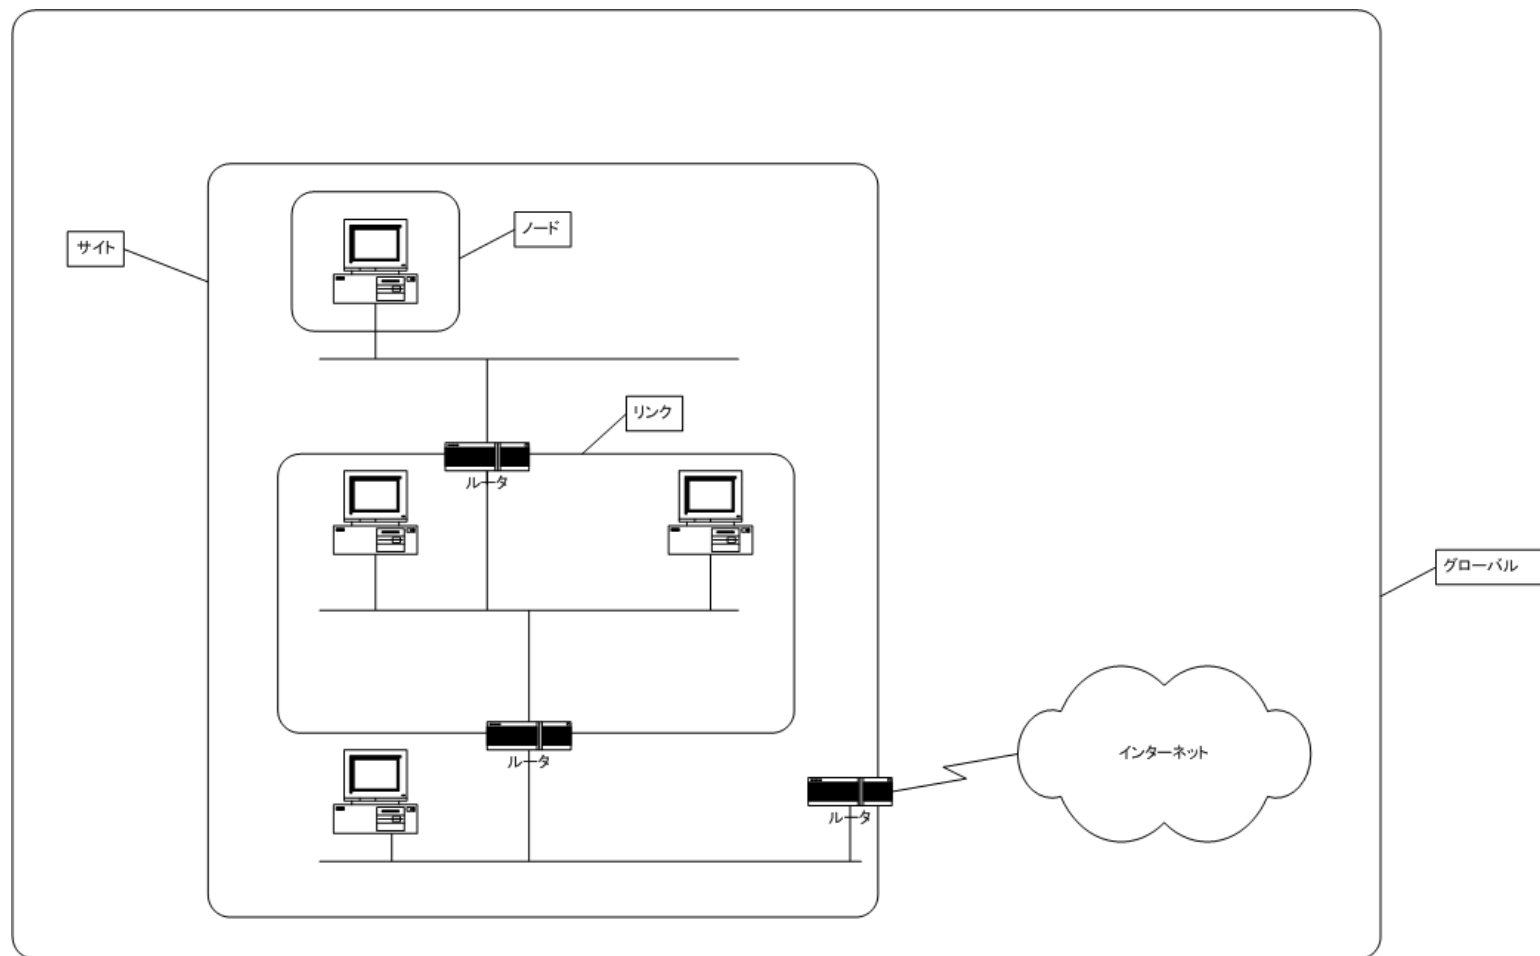 ノード
サイト
リンク
ルータ
グローバル
ルータ
インターネット
ルータ